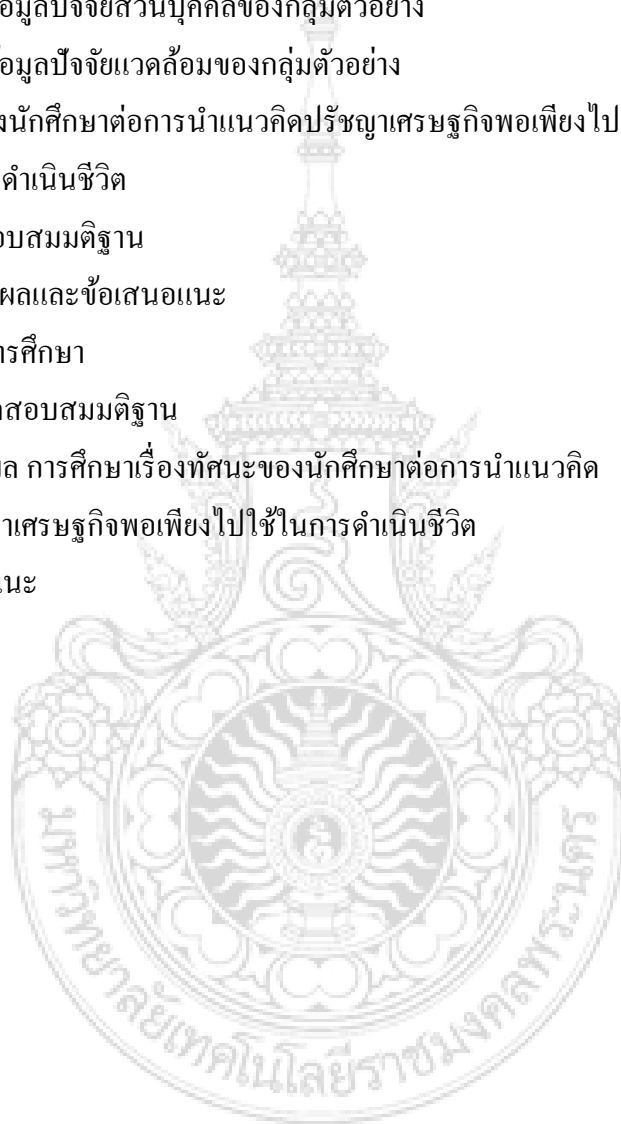 อมูลปัจจัยส่วนบุคคลของกลุ่มตัวอย่าง
อมูลปัจจัยแวดล้อมของกลุ่มตัวอย่าง
งนักศึกษาต่อการนำแนวคิดปรัชญาเศรษฐกิจพอเพียงไป
ดำเนินชีวิต
อบสมมติฐาน
ผลและข้อเสนอแนะ
ารศึกษา
ดสอบสมมติฐาน
ผล การศึกษาเรื่องทัศนะของนักศึกษาต่อการนำแนวคิด
าเศรษฐกิจพอเพียงไปใช้ในการดำเนินชีวิต
แนะ
มหาวิทยาลัยเทคโนโลยีราชมงคลพระนคร